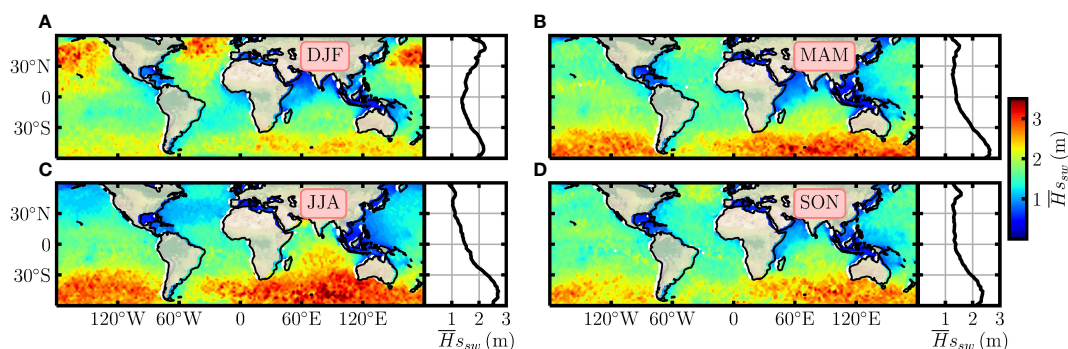 A
B
DJF
MAM
30°N
0
30°S
C
D
JJA
SON
30°N
0
30°S
120°W 60°W 0 60°E 120°E
1 2 3
H̅s_sw (m)
120°W 60°W 0 60°E 120°E
1 2 3
H̅s_sw (m)
3
2
1
H̅s_sw (m)